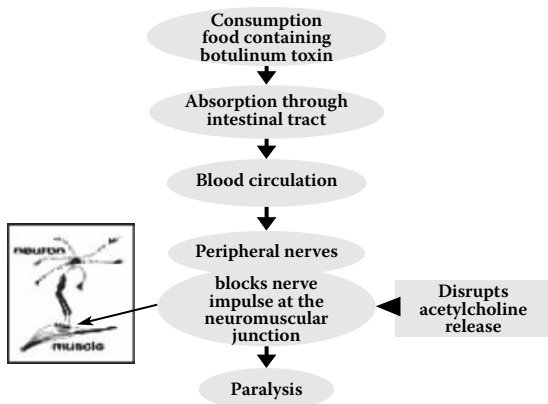 Consumption
food containing
botulinum toxin
Absorption through
intestinal tract
Blood circulation
Peripheral nerves
blocks nerve
impulse at the
neuromuscular
junction
Disrupts
acetylcholine
release
neuron
muscle
Paralysis